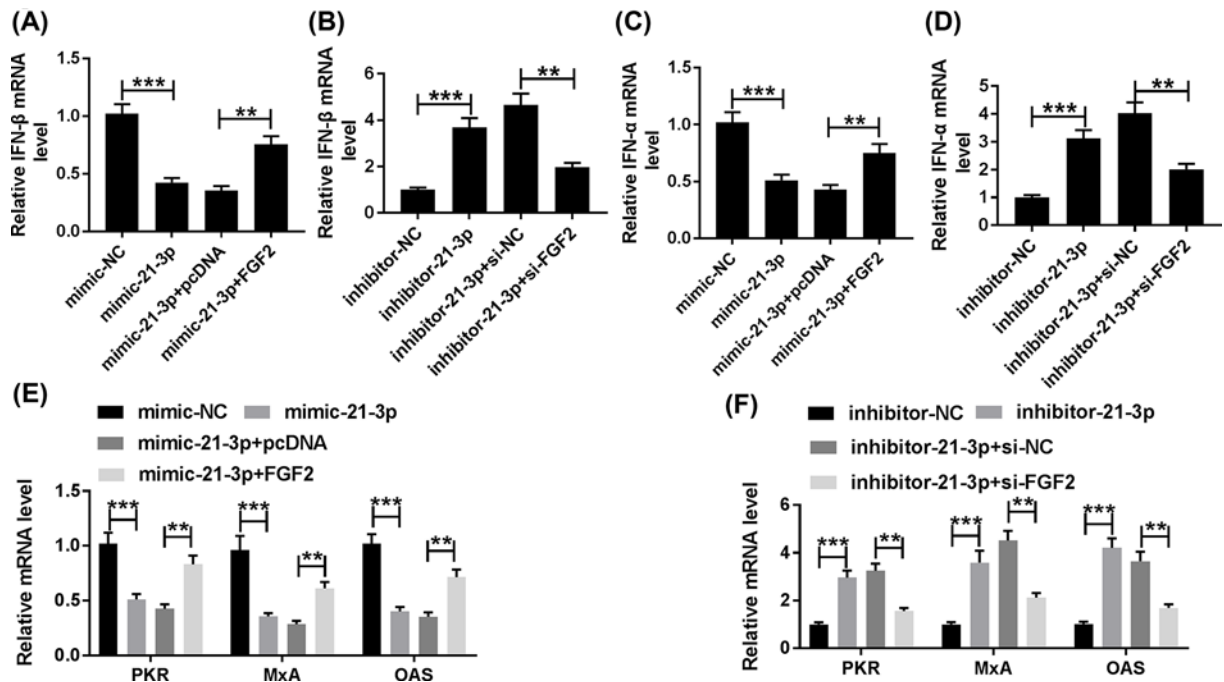 (A)
Relative IFN-β mRNA
level
1.5
1.0
0.5
0.0
***
**
mimic-NC
mimic-21-3p
mimic-21-3p+pcDNA
mimic-21-3p+FGF2
(B)
Relative IFN-β mRNA
level
6
4
2
0
***
**
inhibitor-NC
inhibitor-21-3p
inhibitor-21-3p+si-NC
inhibitor-21-3p+si-FGF2
(C)
Relative IFN-α mRNA
level
1.5
1.0
0.5
0.0
***
**
mimic-NC
mimic-21-3p
mimic-21-3p+pcDNA
mimic-21-3p+FGF2
(D)
Relative IFN-α mRNA
level
5
4
3
2
1
0
***
**
inhibitor-NC
inhibitor-21-3p
inhibitor-21-3p+si-NC
inhibitor-21-3p+si-FGF2
(E)
mimic-NC mimic-21-3p
mimic-21-3p+pcDNA
mimic-21-3p+FGF2
Relative mRNA level
1.5
1.0
0.5
0.0
*** ** *** ** *** **
PKR MxA OAS
(F)
inhibitor-NC inhibitor-21-3p
inhibitor-21-3p+si-NC
inhibitor-21-3p+si-FGF2
Relative mRNA level
6
4
2
0
*** ** *** ** *** **
PKR MxA OAS